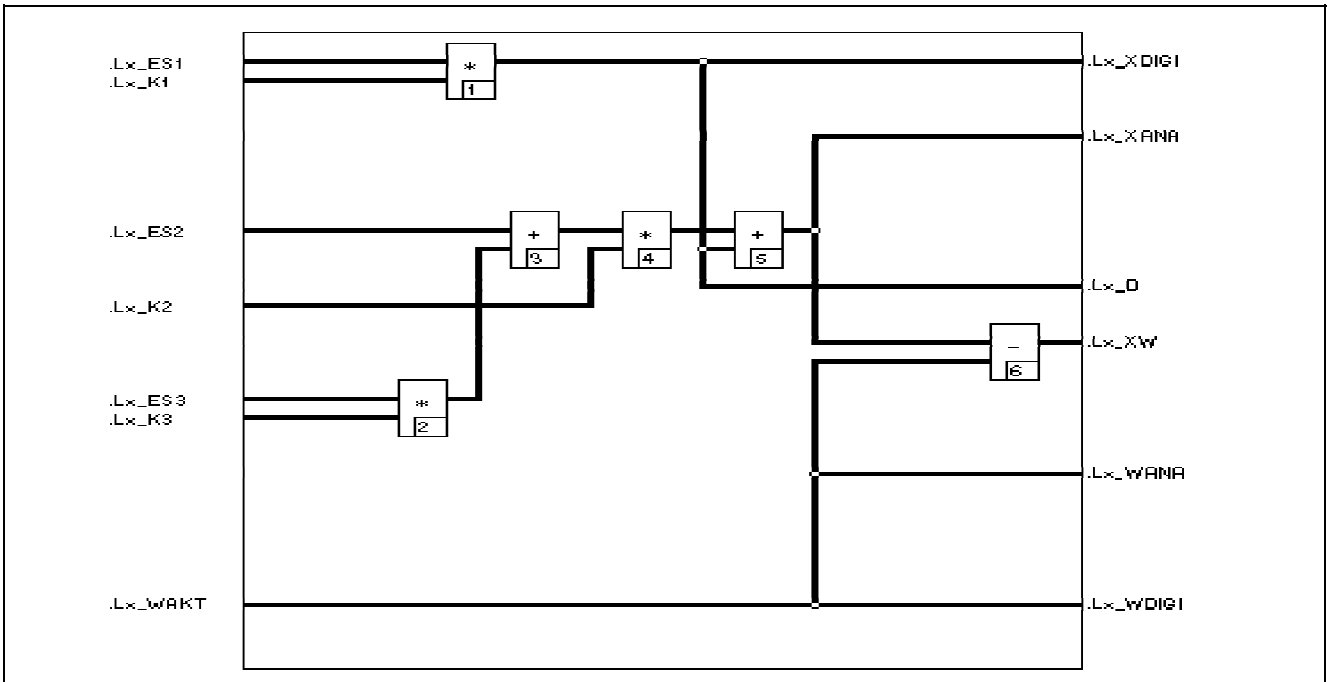 .Lx_ES1
.Lx_K1
*
1
.Lx_XDIGI
.Lx_XANA
.Lx_ES2
+
3
*
4
+
5
.Lx_D
.Lx_K2
.Lx_XW
-
6
.Lx_ES3
.Lx_K3
*
2
.Lx_WANA
.Lx_WAKT
.Lx_WDIGI